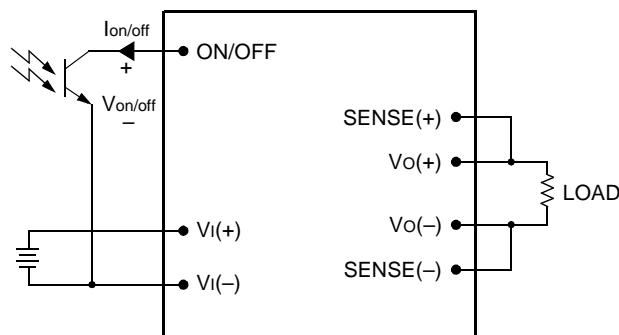 Ion/off
+
ON/OFF
Von/off
–
SENSE(+)
VO(+)
LOAD
VI(+)
VO(–)
SENSE(–)
VI(–)